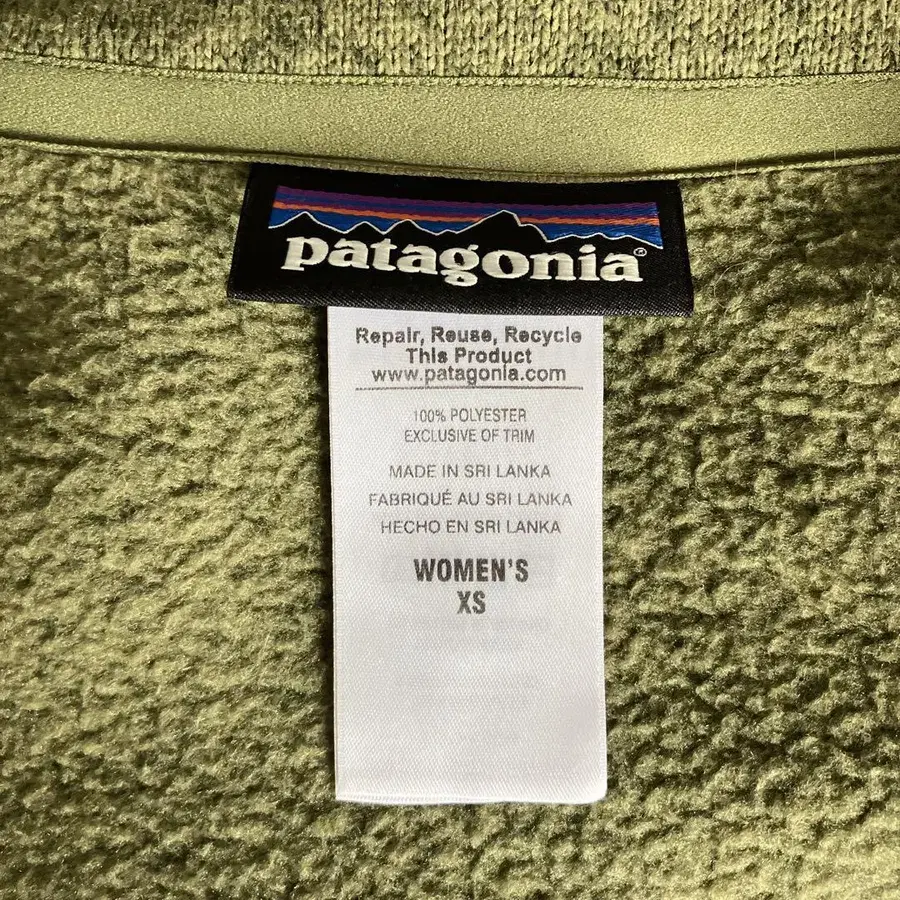 patagonia®
Repair, Reuse, Recycle
This Product
www.patagonia.com
100% POLYESTER
EXCLUSIVE OF TRIM
MADE IN SRI LANKA
FABRIQUÉ AU SRI LANKA
HECHO EN SRI LANKA
WOMEN'S
XS